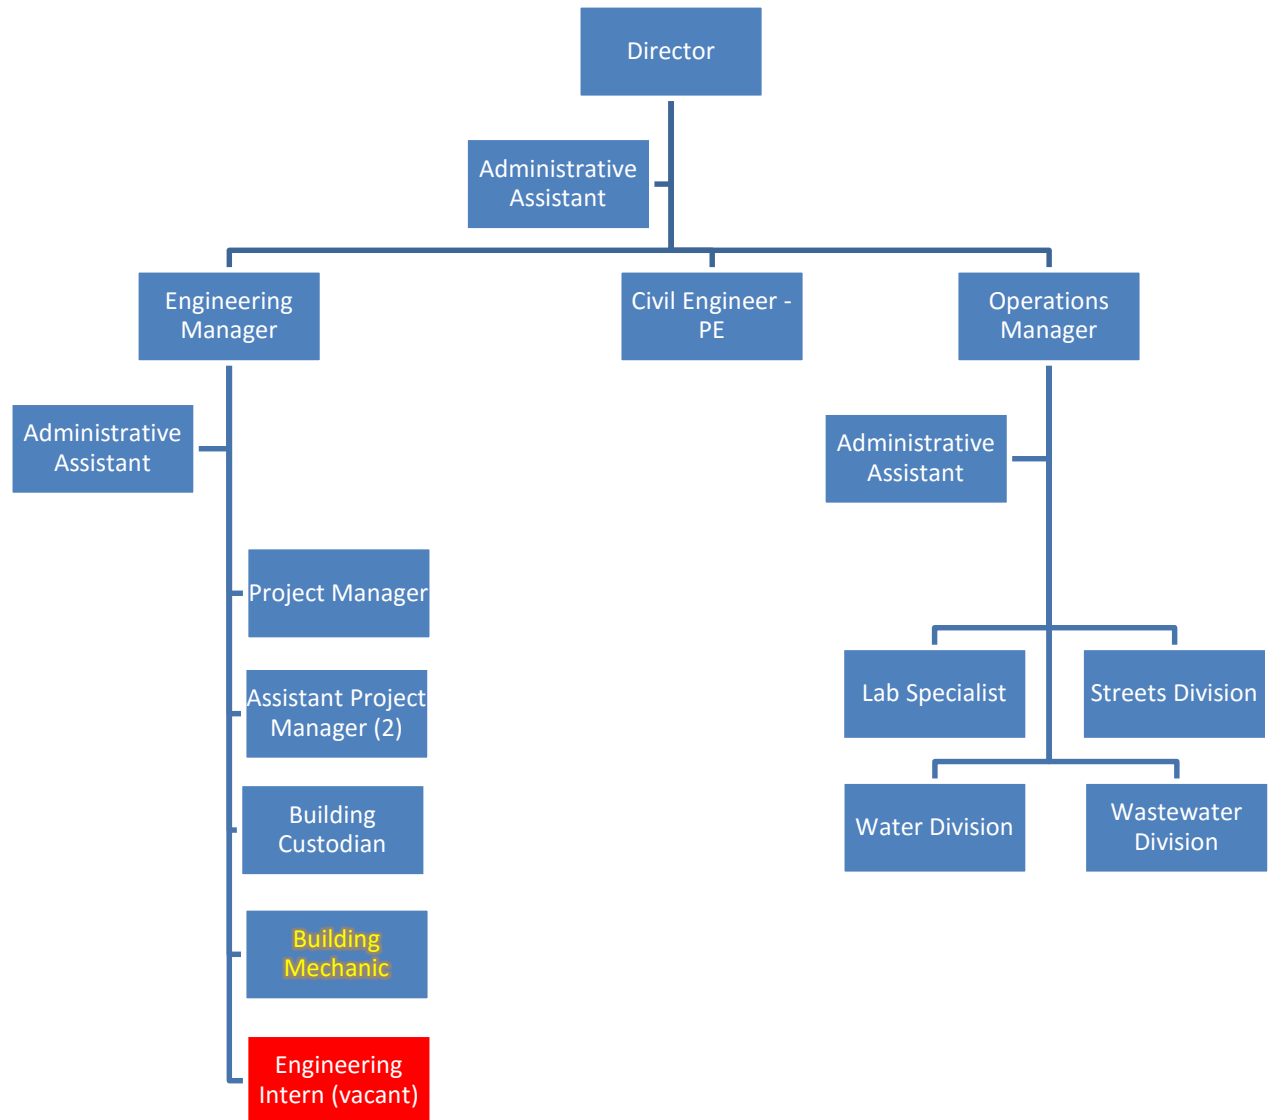 Director
Administrative
Assistant
Engineering
Manager
Civil Engineer -
PE
Operations
Manager
Administrative
Assistant
Administrative
Assistant
Project Manager
Assistant Project
Manager (2)
Building
Custodian
Building
Mechanic
Engineering
Intern (vacant)
Lab Specialist
Streets Division
Water Division
Wastewater
Division